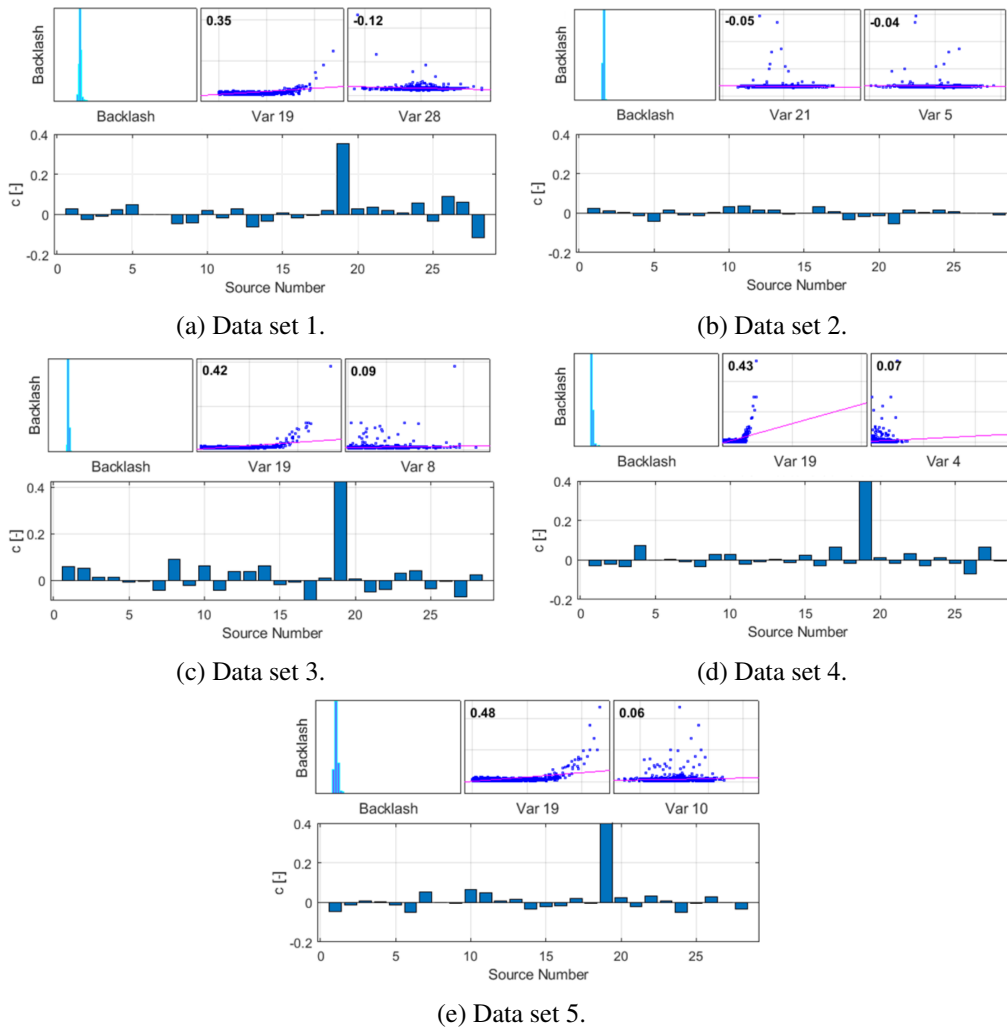 0.35 -0.12
Backlash
Backlash Var 19 Var 28
0.4
0.2
0
-0.2
c [-]
0 5 10 15 20 25
Source Number
(a) Data set 1.
-0.05 -0.04
Backlash
Backlash Var 21 Var 5
0.4
0.2
0
-0.2
c [-]
0 5 10 15 20 25
Source Number
(b) Data set 2.
0.42 0.09
Backlash
Backlash Var 19 Var 8
0.4
0.2
0
c [-]
0 5 10 15 20 25
Source Number
(c) Data set 3.
0.43 0.07
Backlash
Backlash Var 19 Var 4
0.4
0.2
0
-0.2
c [-]
0 5 10 15 20 25
Source Number
(d) Data set 4.
0.48 0.06
Backlash
Backlash Var 19 Var 10
0.4
0.2
0
-0.2
c [-]
0 5 10 15 20 25
Source Number
(e) Data set 5.